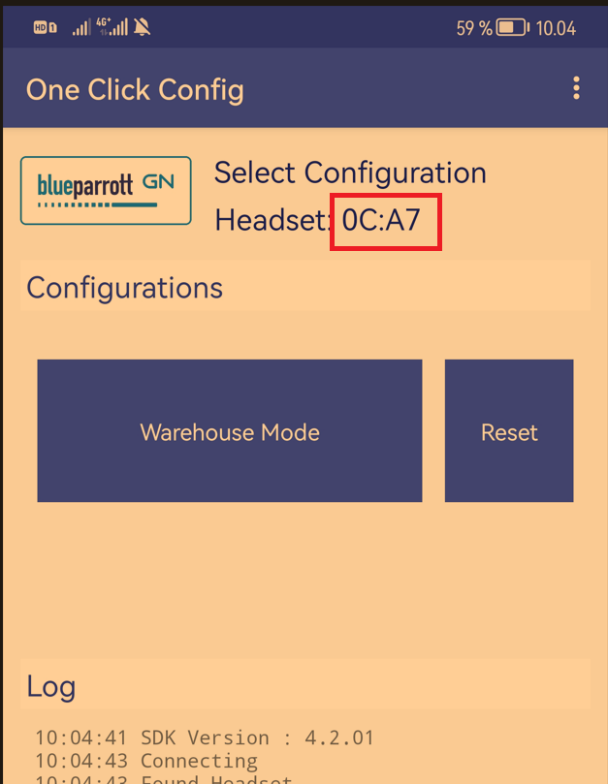 HD 1 4G+ 59 % 10.04
One Click Config
blueparrott GN
Select Configuration
Headset: 0C:A7
Configurations
Warehouse Mode Reset
Log
10:04:41 SDK Version : 4.2.01
10:04:43 Connecting
10:04:43 Found Headset